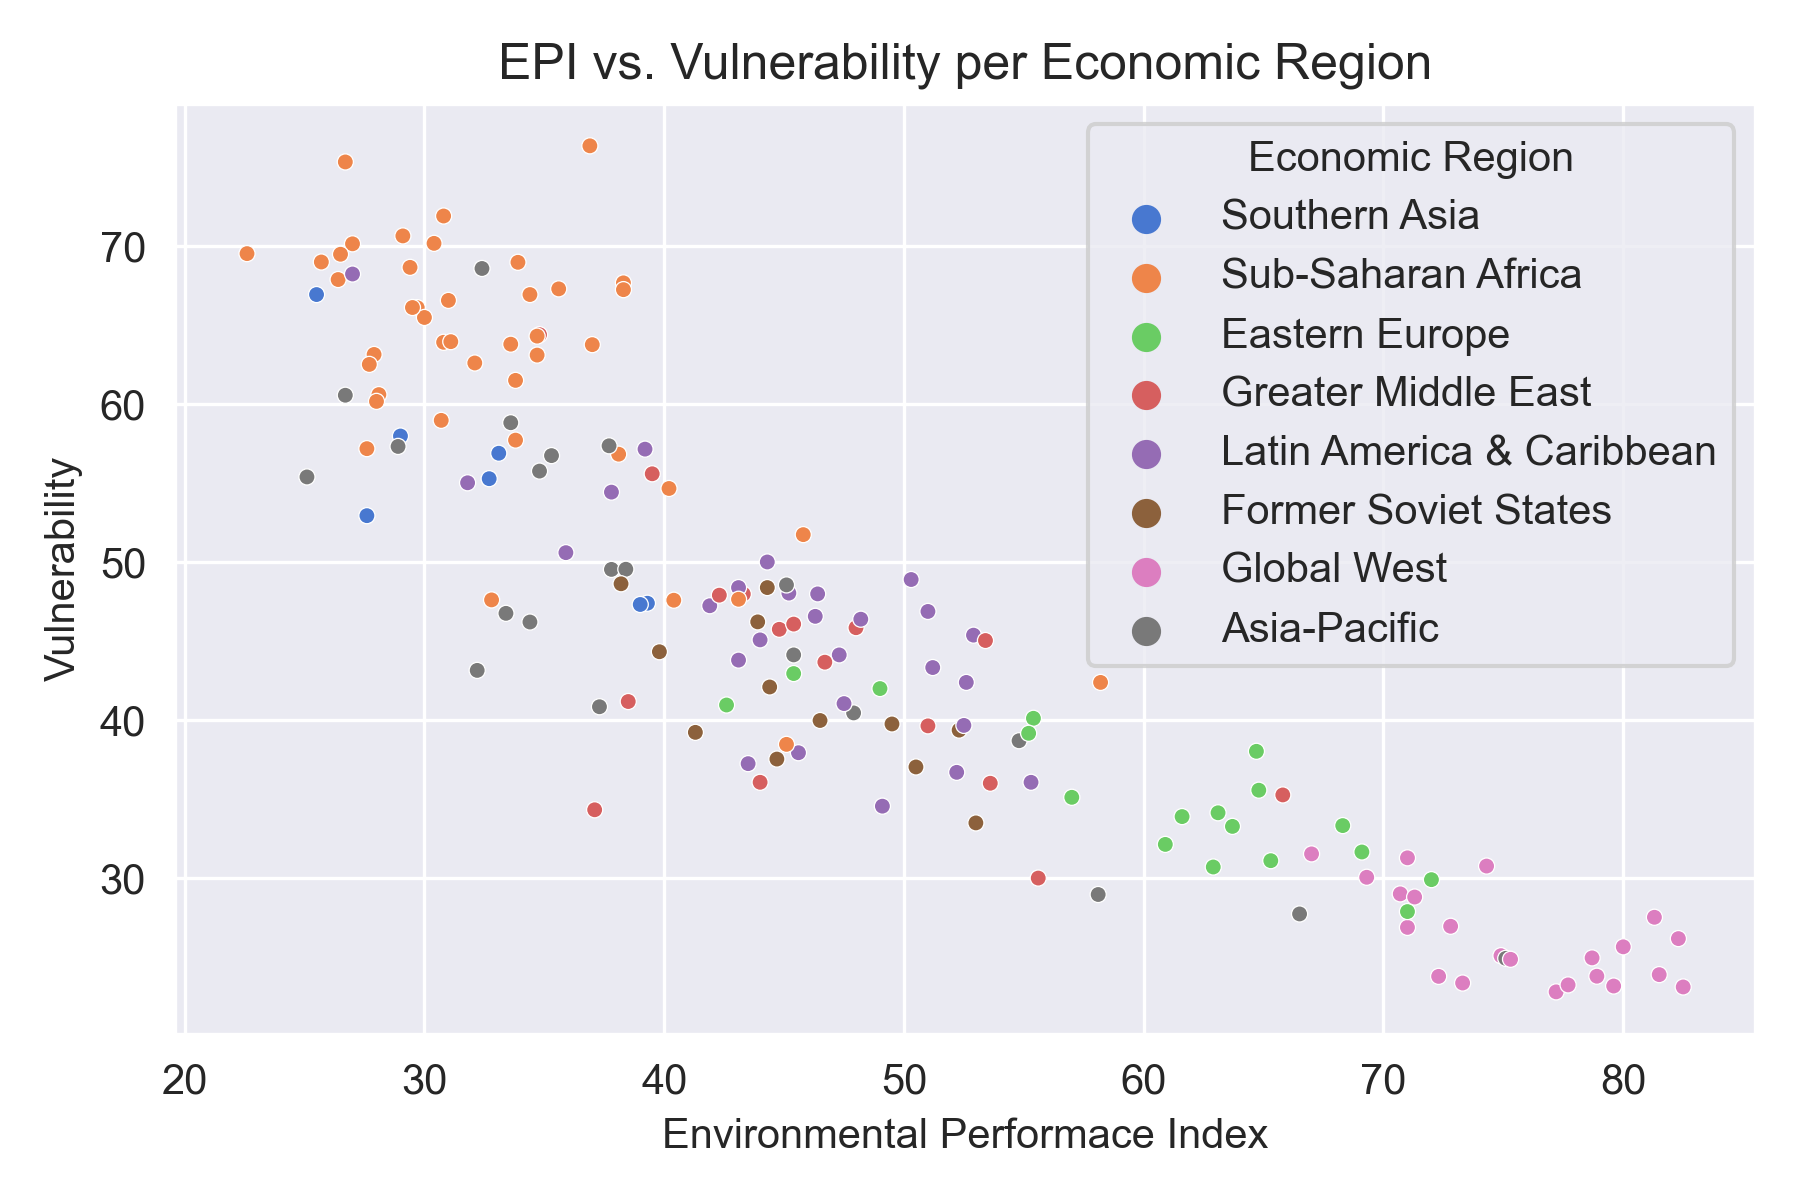 EPI vs. Vulnerability per Economic Region
Economic Region
Southern Asia
Sub-Saharan Africa
Eastern Europe
Greater Middle East
Latin America & Caribbean
Former Soviet States
Global West
Asia-Pacific
Vulnerability
70
60
50
40
30
20 30 40 50 60 70 80
Environmental Performace Index